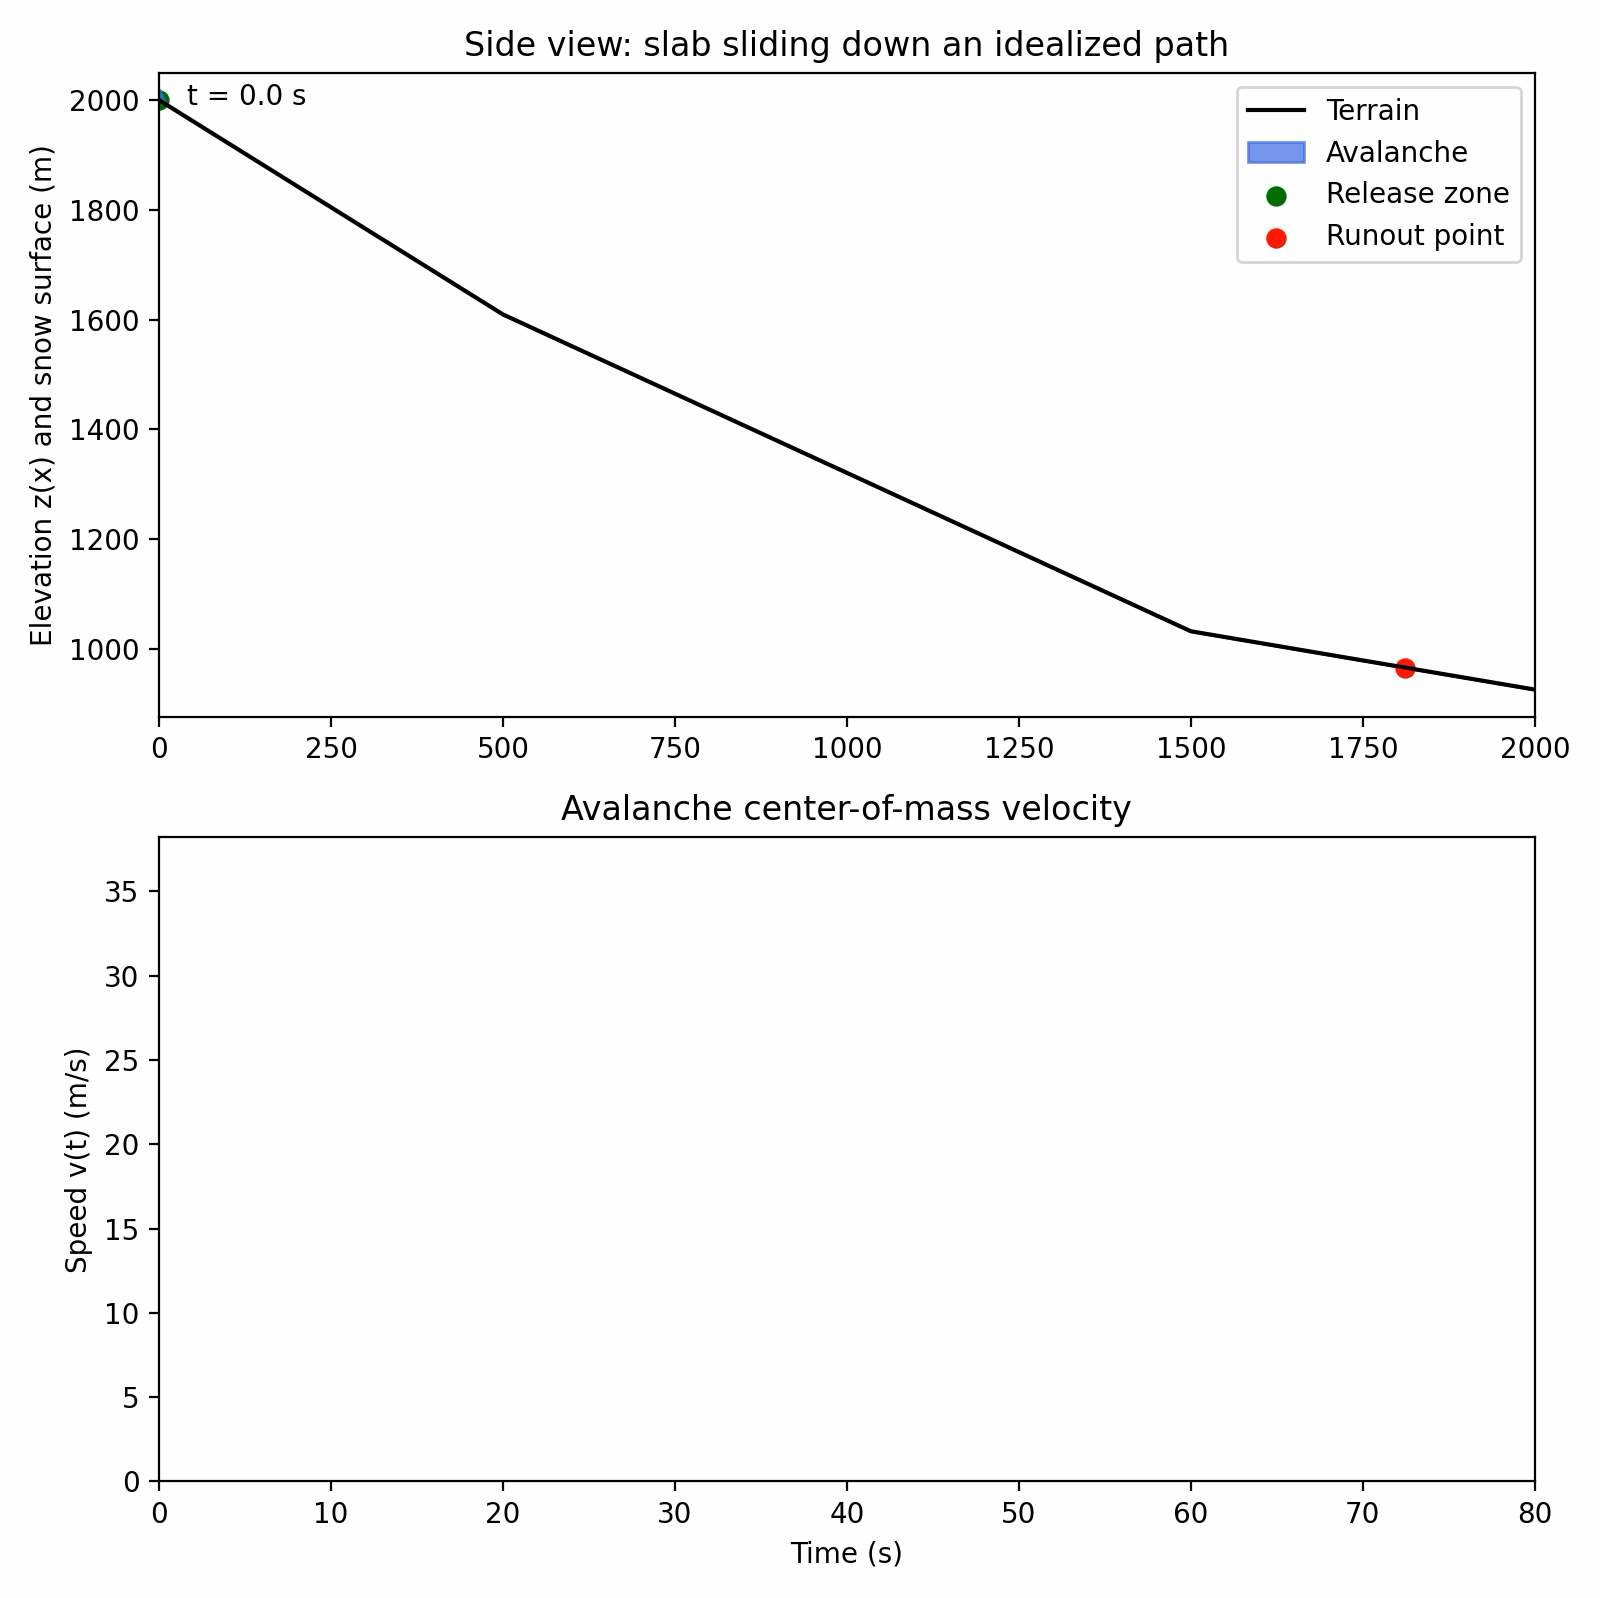 Side view: slab sliding down an idealized path
t = 0.0 s
Terrain
Avalanche
Release zone
Runout point
Elevation z(x) and snow surface (m)
2000
1800
1600
1400
1200
1000
0 250 500 750 1000 1250 1500 1750 2000
Avalanche center-of-mass velocity
Speed v(t) (m/s)
35
30
25
20
15
10
5
0
0 10 20 30 40 50 60 70 80
Time (s)